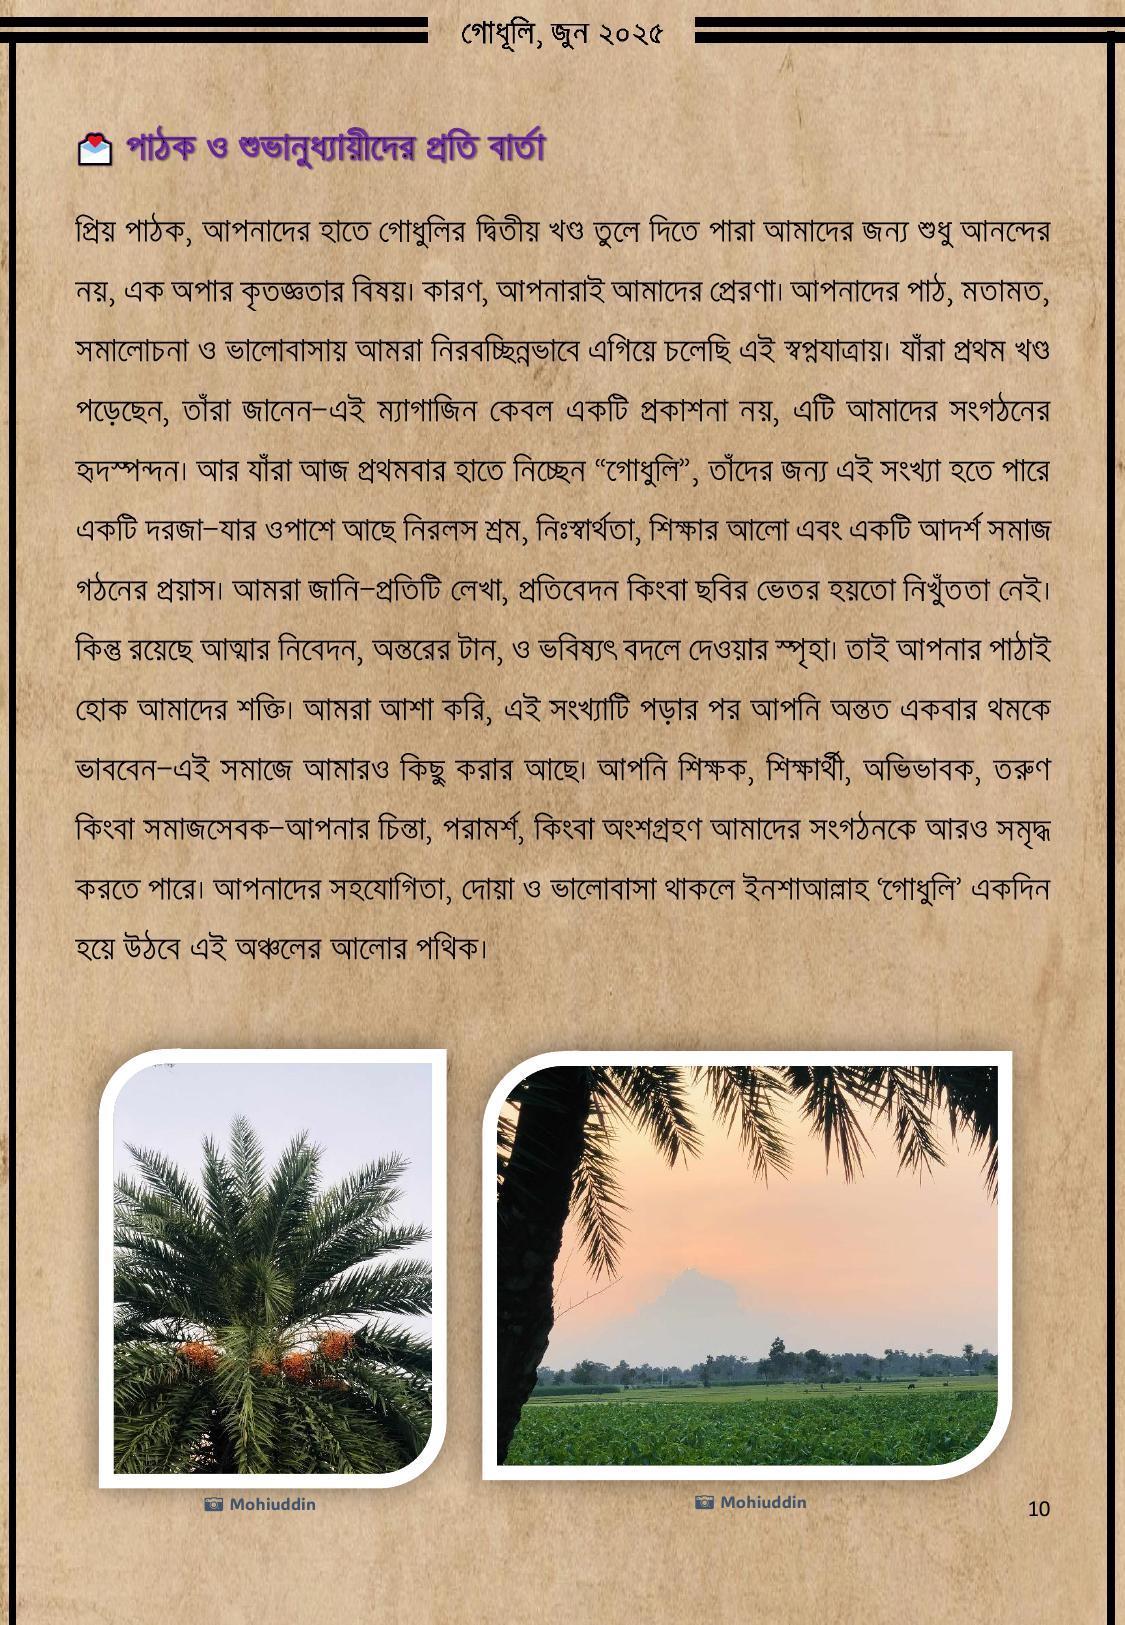 গোধূলি, জুন ২০২৫
পাঠক ও শুভানুধ্যায়ীদের প্রতি বার্তা
প্রিয় পাঠক, আপনাদের হাতে গোধুলির দ্বিতীয় খণ্ড তুলে দিতে পারা আমাদের জন্য শুধু আনন্দের
নয়, এক অপার কৃতজ্ঞতার বিষয়। কারণ, আপনারাই আমাদের প্রেরণা। আপনাদের পাঠ, মতামত,
সমালোচনা ও ভালোবাসায় আমরা নিরবচ্ছিন্নভাবে এগিয়ে চলেছি এই স্বপ্নযাত্রায়। যাঁরা প্রথম খণ্ড
পড়েছেন, তাঁরা জানেন–এই ম্যাগাজিন কেবল একটি প্রকাশনা নয়, এটি আমাদের সংগঠনের
হৃদস্পন্দন। আর যাঁরা আজ প্রথমবার হাতে নিচ্ছেন “গোধুলি”, তাঁদের জন্য এই সংখ্যা হতে পারে
একটি দরজা–যার ওপাশে আছে নিরলস শ্রম, নিঃস্বার্থতা, শিক্ষার আলো এবং একটি আদর্শ সমাজ
গঠনের প্রয়াস। আমরা জানি–প্রতিটি লেখা, প্রতিবেদন কিংবা ছবির ভেতর হয়তো নিখুঁততা নেই।
কিন্তু রয়েছে আত্মার নিবেদন, অন্তরের টান, ও ভবিষ্যৎ বদলে দেওয়ার স্পৃহা। তাই আপনার পাঠাই
হোক আমাদের শক্তি। আমরা আশা করি, এই সংখ্যাটি পড়ার পর আপনি অন্তত একবার থমকে
ভাববেন–এই সমাজে আমারও কিছু করার আছে। আপনি শিক্ষক, শিক্ষার্থী, অভিভাবক, তরুণ
কিংবা সমাজসেবক–আপনার চিন্তা, পরামর্শ, কিংবা অংশগ্রহণ আমাদের সংগঠনকে আরও সমৃদ্ধ
করতে পারে। আপনাদের সহযোগিতা, দোয়া ও ভালোবাসা থাকলে ইনশাআল্লাহ ‘গোধুলি’ একদিন
হয়ে উঠবে এই অঞ্চলের আলোর পথিক।
Mohiuddin
Mohiuddin
10